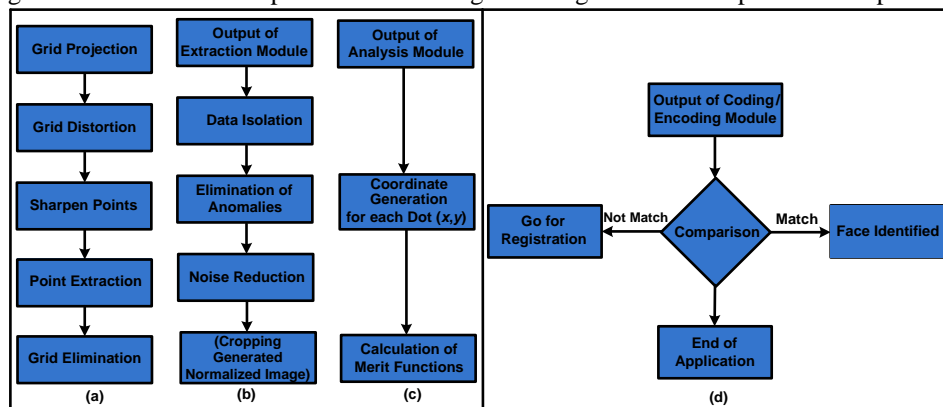 Grid Projection
Grid Distortion
Sharpen Points
Point Extraction
Grid Elimination
(a)
Output of
Extraction Module
Data Isolation
Elimination of
Anomalies
Noise Reduction
(Cropping
Generated
Normalized Image)
(b)
Output of
Analysis Module
Coordinate
Generation
for each Dot (x,y)
Calculation of
Merit Functions
(c)
Output of Coding/
Encoding Module
Comparison
Not Match
Go for
Registration
Match
Face Identified
End of
Application
(d)